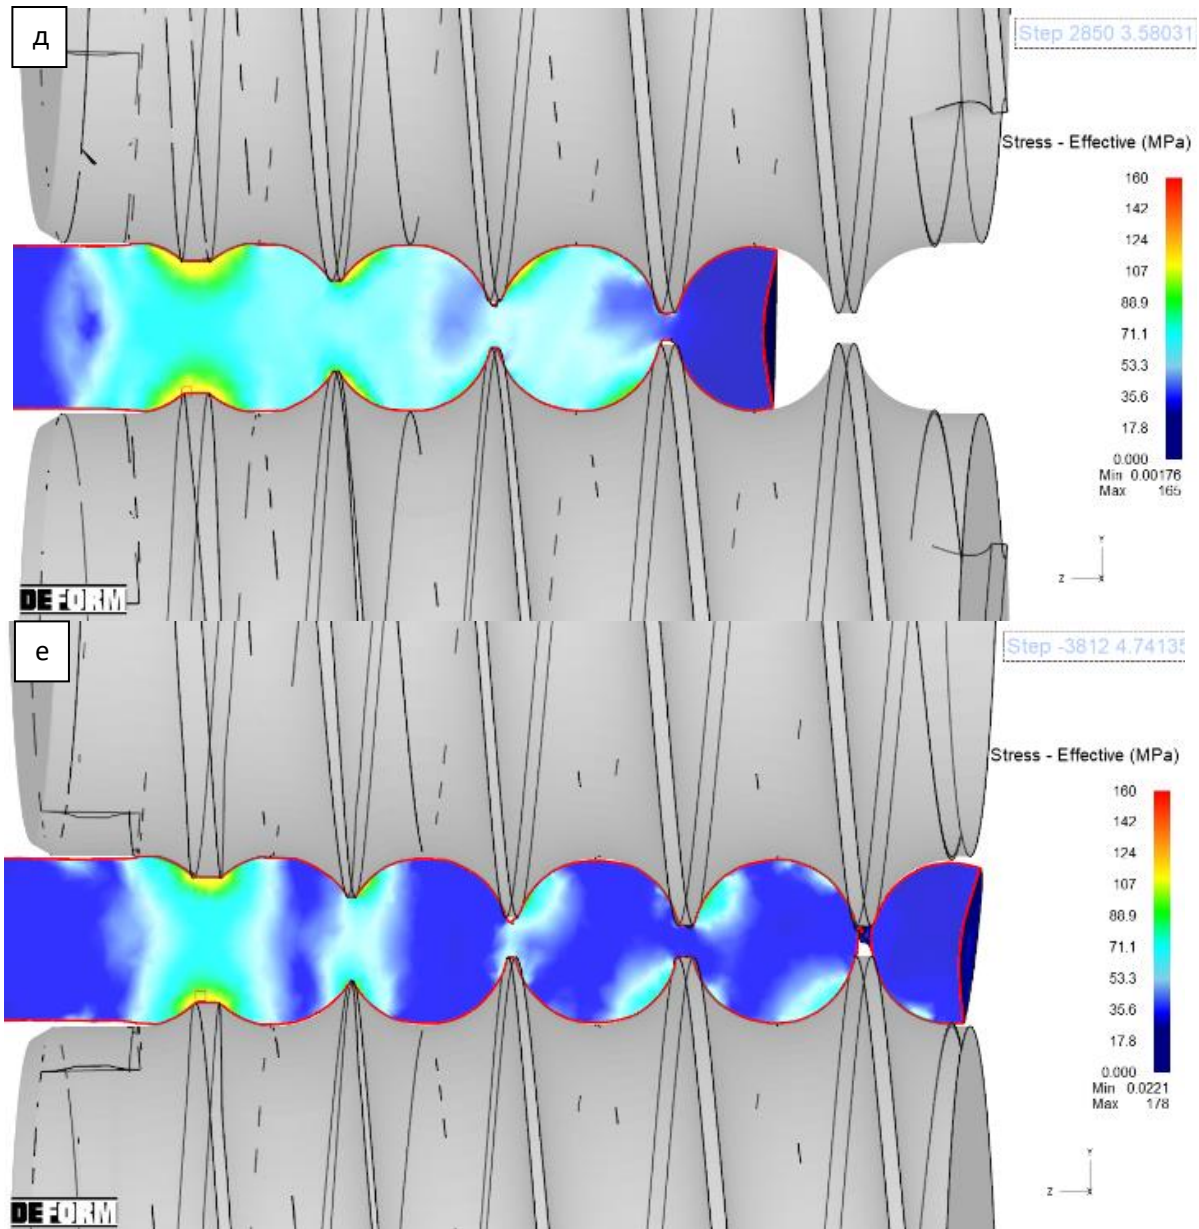 д
Step 2850 3.58031
Stress - Effective (MPa)
160
142
124
107
88.9
71.1
53.3
35.6
17.8
0.000
Min 0.00176
Max 165
Y
Z X
DEFORM
е
Step -3812 4.74135
Stress - Effective (MPa)
160
142
124
107
88.9
71.1
53.3
35.6
17.8
0.000
Min 0.0221
Max 178
Y
Z X
DEFORM